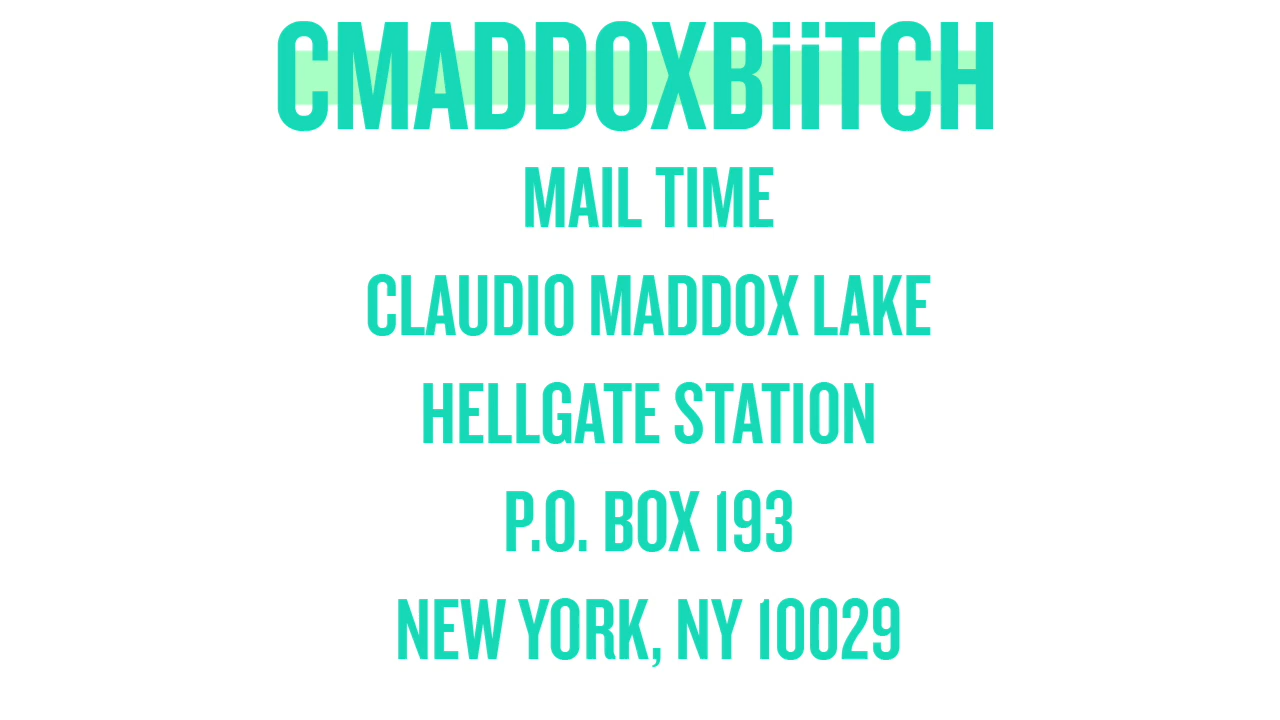 CMADDOXBiiTCH
MAIL TIME
CLAUDIO MADDOX LAKE
HELLGATE STATION
P.O. BOX 193
NEW YORK, NY 10029